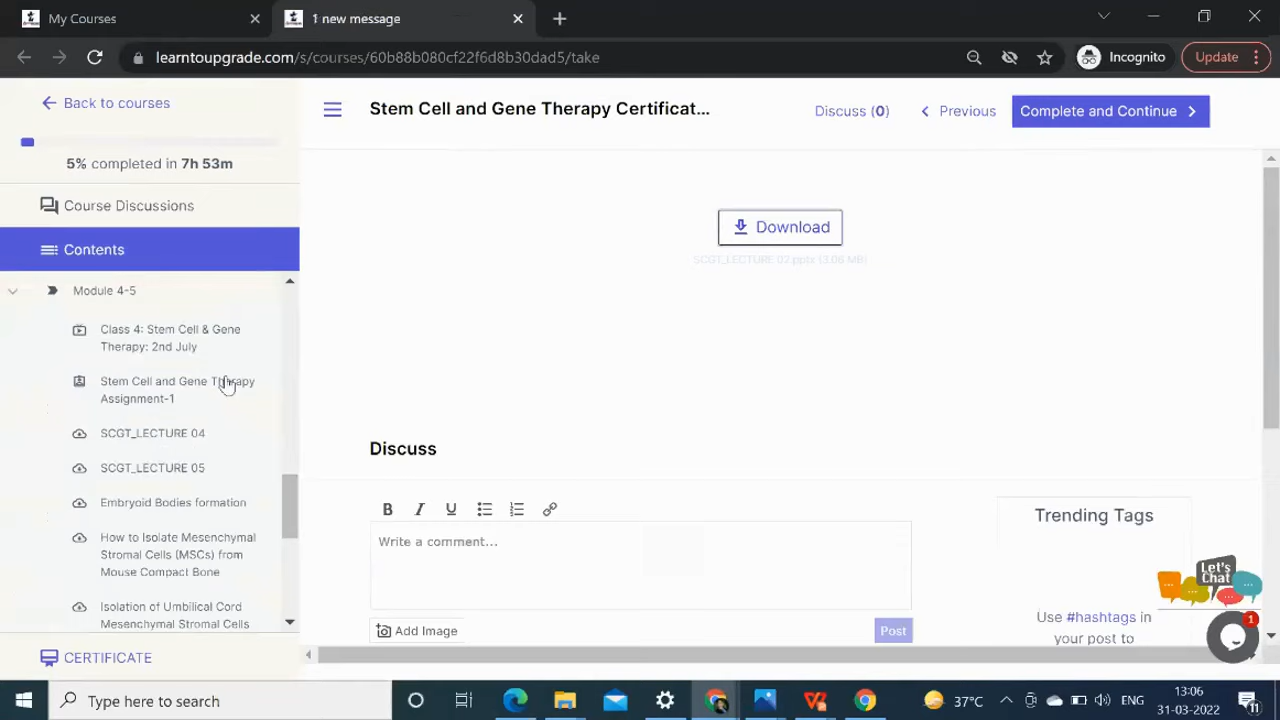 My Courses
1 new message
learntoupgrade.com/s/courses/60b88b080cf22f6d8b30dad5/take
Incognito
Update
Back to courses
5% completed in 7h 53m
Course Discussions
Contents
Module 4-5
Class 4: Stem Cell & Gene
Therapy: 2nd July
Stem Cell and Gene Therapy
Assignment-1
SCGT_LECTURE 04
SCGT_LECTURE 05
Embryoid Bodies formation
How to Isolate Mesenchymal
Stromal Cells (MSCs) from
Mouse Compact Bone
Isolation of Umbilical Cord
Mesenchymal Stromal Cells
CERTIFICATE
Stem Cell and Gene Therapy Certificat...
Discuss (0)
Previous
Complete and Continue
Download
(3.06 MB)
Discuss
B I U
Write a comment...
Add Image
Post
Trending Tags
Let's
Chat
Use #hashtags in
your post to
1
Type here to search
37°C
ENG
13:06
31-03-2022
11